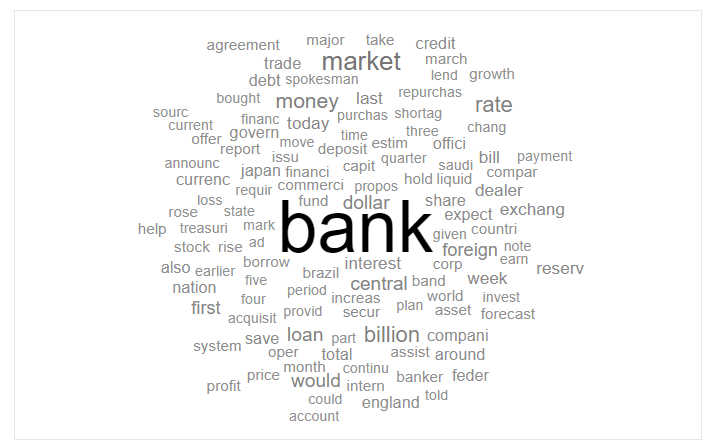 major take
agreement credit
trade market march
debt spokesman lend growth
bought money last repurchas rate
sourc financ today purchas shortag
current govern time three chang
offer move deposit estim offici
report issu quarter bill payment
announc japan financi capit saudi compar
currenc commerci propos hold liquid
requir dealer
loss fund dollar share exchang
rose state bank expect
help treasuri mark given countri
stock rise ad foreign note
also borrow interest corp earn reserv
earlier brazil
nation five central band week
first four period increas world invest
acquisit provid secur plan asset forecast
save loan part billion compani
system oper total assist around
price month continu banker feder
profit would intern
could england told
account